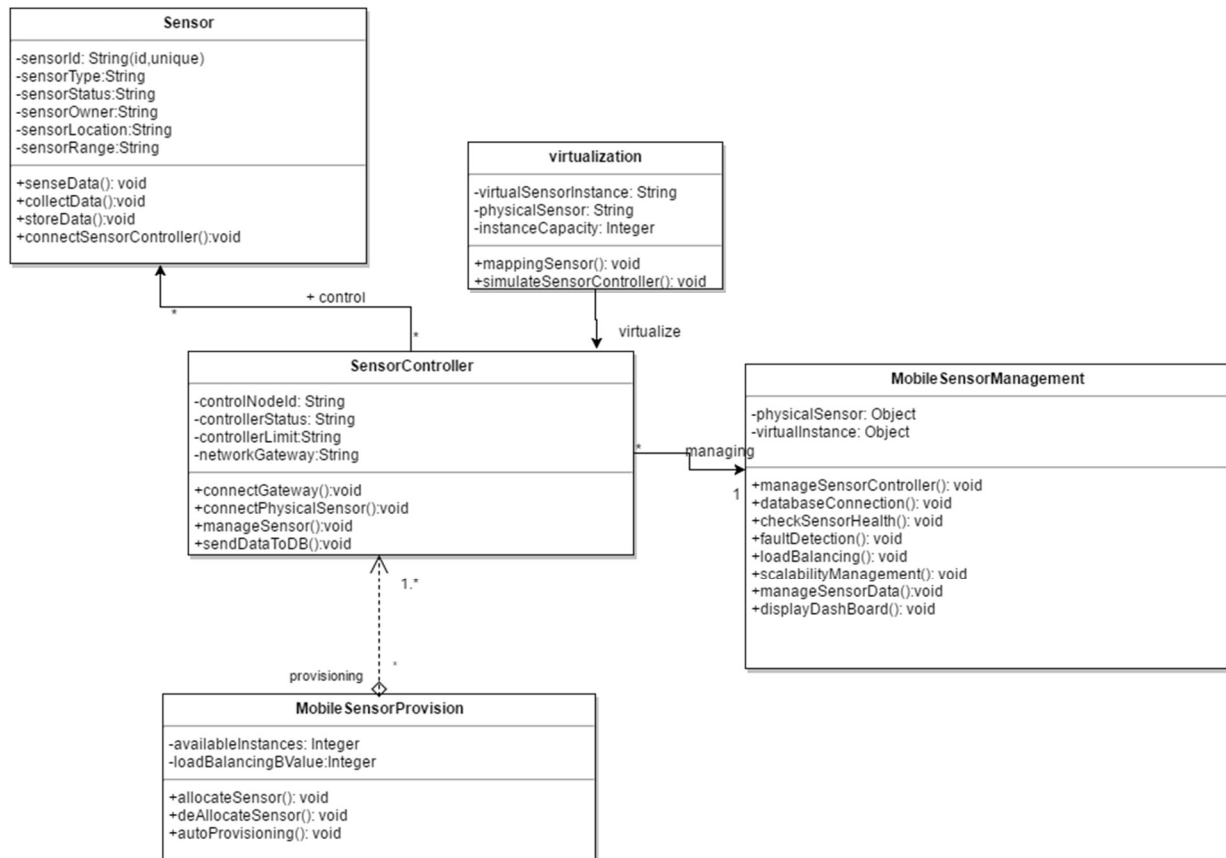 Sensor
-sensorId: String(id,unique)
-sensorType:String
-sensorStatus:String
-sensorOwner:String
-sensorLocation:String
-sensorRange:String
+senseData(): void
+collectData():void
+storeData():void
+connectSensorController():void
virtualization
-virtualSensorInstance: String
-physicalSensor: String
-instanceCapacity: Integer
+mappingSensor(): void
+simulateSensorController(): void
+ control
*
*
virtualize
SensorController
-controlNodeId: String
-controllerStatus: String
-controllerLimit:String
-networkGateway:String
+connectGateway():void
+connectPhysicalSensor():void
+manageSensor():void
+sendDataToDB():void
*
managing
1
MobileSensorManagement
-physicalSensor: Object
-virtualInstance: Object
+manageSensorController(): void
+databaseConnection(): void
+checkSensorHealth(): void
+faultDetection(): void
+loadBalancing(): void
+scalabilityManagement(): void
+manageSensorData():void
+displayDashBoard(): void
1.*
*
provisioning
MobileSensorProvision
-availableInstances: Integer
-loadBalancingBValue:Integer
+allocateSensor(): void
+deAllocateSensor(): void
+autoProvisioning(): void